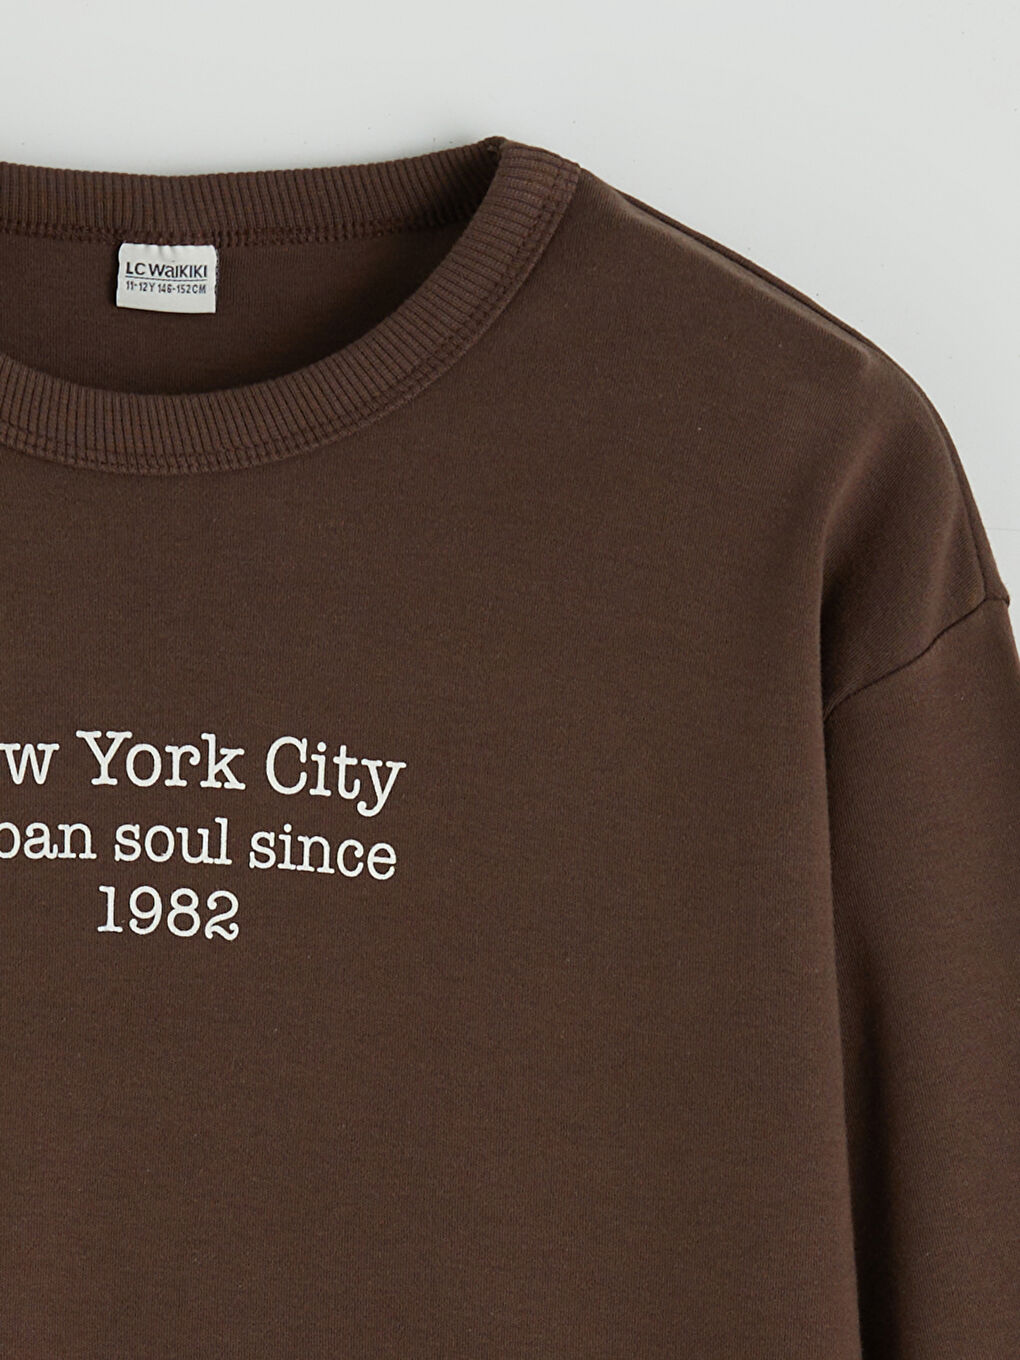 LC WAIKIKI
11-12Y 146-152CM
w York City
ban soul since
1982